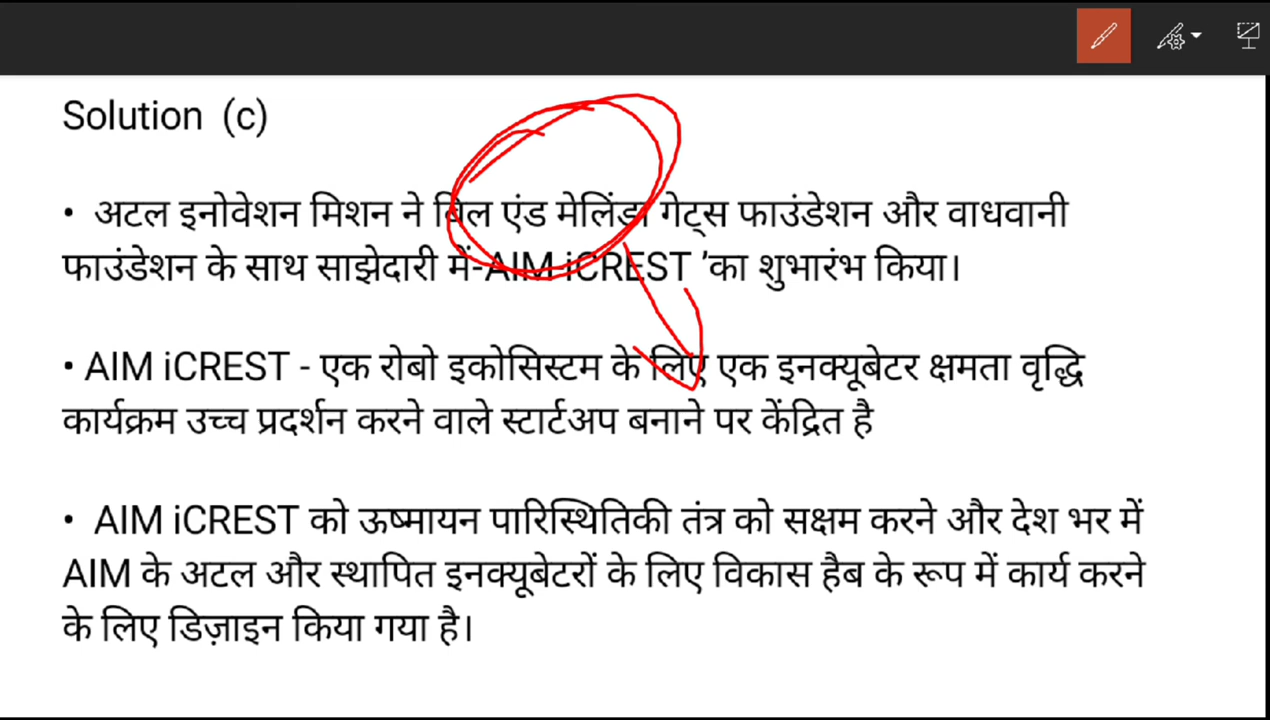 Solution (c)
• अटल इनोवेशन मिशन ने बिल एंड मेलिंडा गेट्स फाउंडेशन और वाधवानी
फाउंडेशन के साथ साझेदारी में-AIM iCREST 'का शुभारंभ किया।
• AIM iCREST - एक रोबो इकोसिस्टम के लिए एक इनक्यूबेटर क्षमता वृद्धि
कार्यक्रम उच्च प्रदर्शन करने वाले स्टार्टअप बनाने पर केंद्रित है
• AIM iCREST को ऊष्मायन पारिस्थितिकी तंत्र को सक्षम करने और देश भर में
AIM के अटल और स्थापित इनक्यूबेटरों के लिए विकास हैब के रूप में कार्य करने
के लिए डिज़ाइन किया गया है।